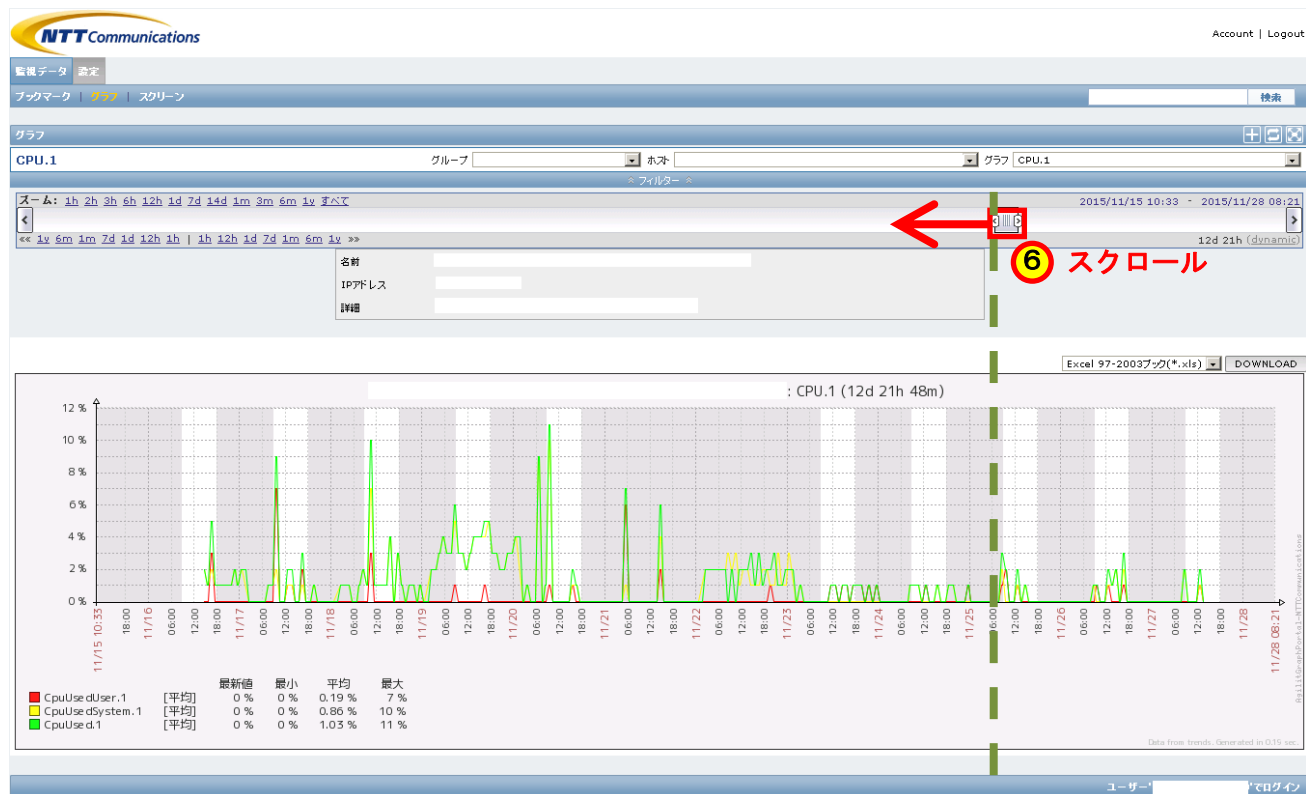 NTT Communications
Account | Logout
監視データ 設定
ブックマーク | グラフ | スクリーン
検索
グラフ
CPU.1 グループ ホスト グラフ CPU.1
フィルター
ズーム: 1h 2h 3h 6h 12h 1d 7d 14d 1m 3m 6m 1y すべて 2015/11/15 10:33 - 2015/11/28 08:21
«« 1y 6m 1m 7d 1d 12h 1h | 1h 12h 1d 7d 1m 6m 1y »» 12d 21h (dynamic)
⑥ スクロール
名前
IPアドレス
詳細
Excel 97-2003ブック(*.xls) DOWNLOAD
: CPU.1 (12d 21h 48m)
12 %
10 %
8 %
6 %
4 %
2 %
0 %
11/15 10:33 18:00 11/16 06:00 12:00 18:00 11/17 06:00 12:00 18:00 11/18 06:00 12:00 18:00 11/19 06:00 12:00 18:00 11/20 06:00 12:00 18:00 11/21 06:00 12:00 18:00 11/22 06:00 12:00 18:00 11/23 06:00 12:00 18:00 11/24 06:00 12:00 18:00 11/25 06:00 12:00 18:00 11/26 06:00 12:00 18:00 11/27 06:00 12:00 18:00 11/28 11/28 08:21
最新値 最小 平均 最大
CpuUsedUser.1 [平均] 0 % 0 % 0.19 % 7 %
CpuUsedSystem.1 [平均] 0 % 0 % 0.86 % 10 %
CpuUsed.1 [平均] 0 % 0 % 1.03 % 11 %
Data from trends. Generated in 0.15 sec.
ユーザー' 'でログイン